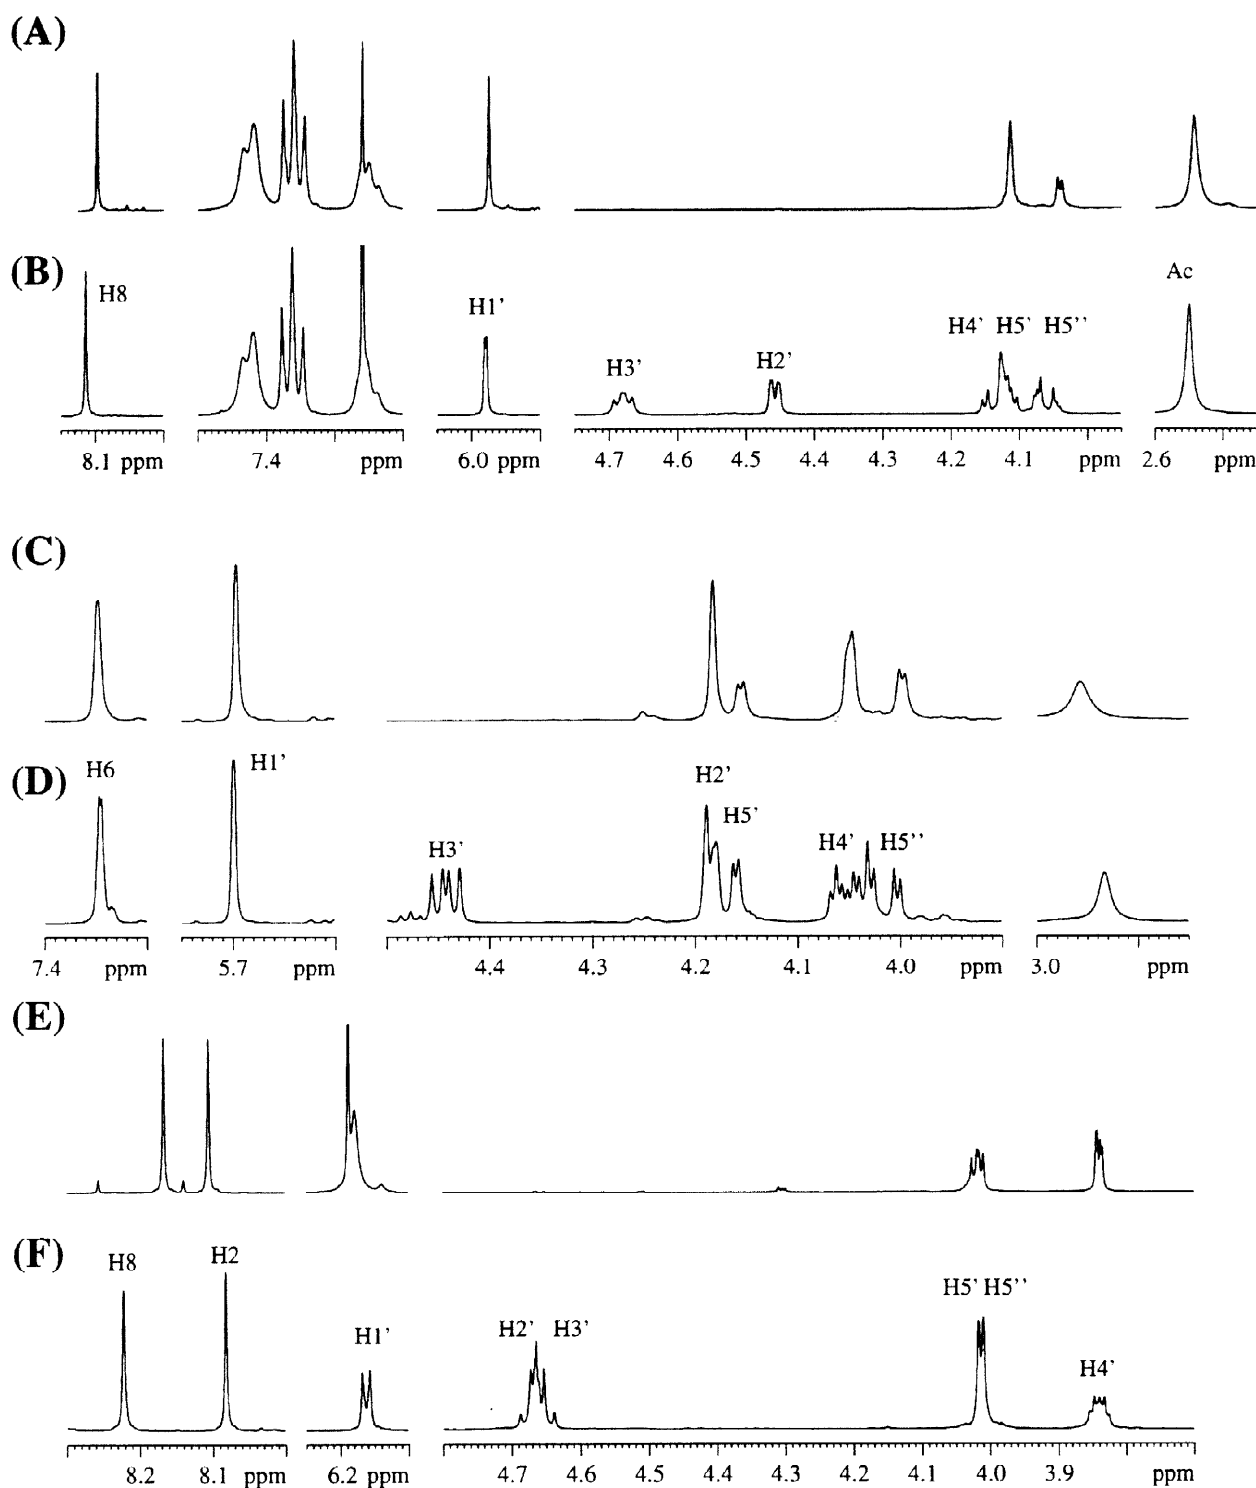 (A)
(B)
H8
H1’
H3’
H2’
H4’ H5’ H5’’
Ac
8.1 ppm
7.4 ppm
6.0 ppm
4.7 4.6 4.5 4.4 4.3 4.2 4.1 ppm
2.6 ppm
(C)
(D)
H6
H1’
H3’
H2’
H5’
H4’
H5’’
7.4 ppm
5.7 ppm
4.4 4.3 4.2 4.1 4.0 ppm
3.0 ppm
(E)
(F)
H8
H2
H1’
H2’ H3’
H5’ H5’’
H4’
8.2 8.1 ppm
6.2 ppm
4.7 4.6 4.5 4.4 4.3 4.2 4.1 4.0 3.9 ppm